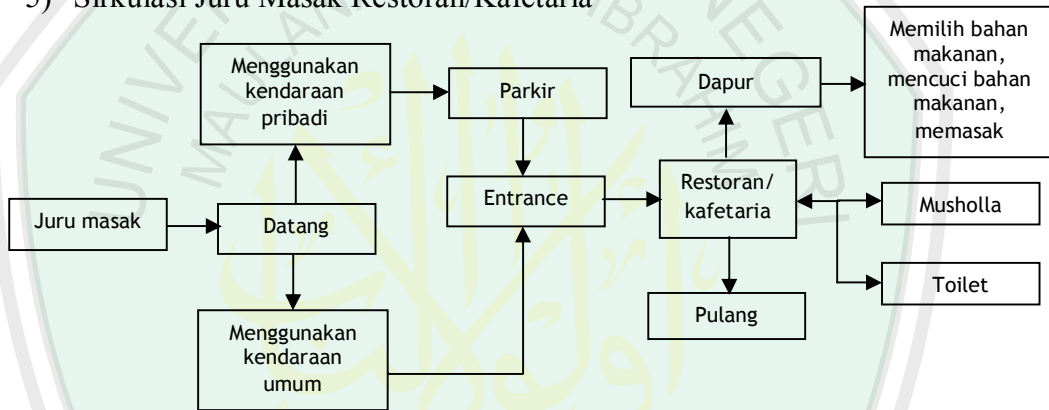 5) Sirkulasi Juru Masak Restoran/Kafetaria
Juru masak
Datang
Menggunakan
kendaraan
pribadi
Menggunakan
kendaraan
umum
Parkir
Entrance
Restoran/
kafetaria
Dapur
Memilih bahan
makanan,
mencuci bahan
makanan,
memasak
Musholla
Toilet
Pulang